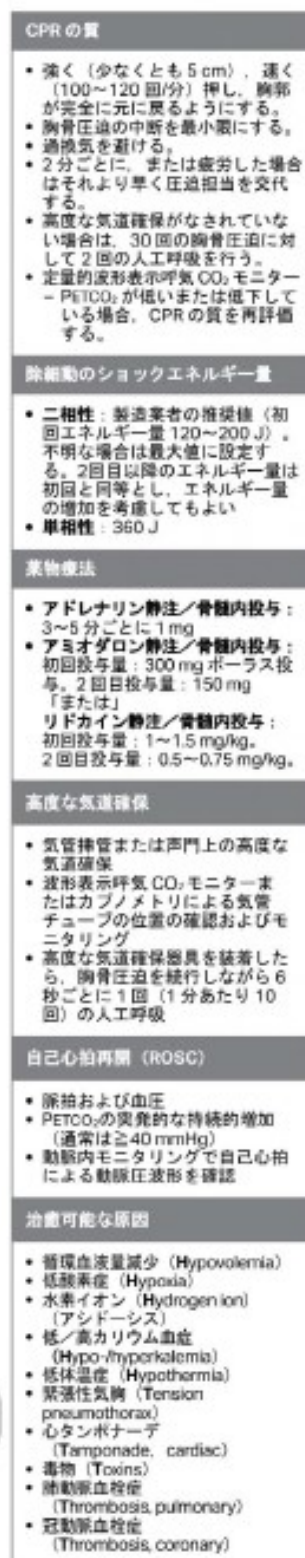 CPR の質
• 強く（少なくとも 5 cm）、速く
（100～120 回/分）押し、胸郭
が完全に元に戻るようにする。
• 胸骨圧迫の中断を最小限にする。
• 過換気を避ける。
• 2 分ごとに、または疲労した場合
はそれより早く圧迫担当を交代
する。
• 高度な気道確保がなされていな
い場合は、30 回の胸骨圧迫に対
して 2 回の人工呼吸を行う。
• 定量的波形表示呼気 CO₂ モニター
– PETCO₂ が低いまたは低下して
いる場合、CPR の質を再評価
する。
除細動のショックエネルギー量
• 二相性：製造業者の推奨値（初
回エネルギー量 120～200 J）。
不明な場合は最大値に設定す
る。2回目以降のエネルギー量は
初回と同等とし、エネルギー量
の増加を考慮してもよい
• 単相性：360 J
薬物療法
• アドレナリン静注／骨髄内投与：
3～5 分ごとに 1 mg
• アミオダロン静注／骨髄内投与：
初回投与量：300 mg ボーラス投
与。2 回目投与量：150 mg
「または」
リドカイン静注／骨髄内投与：
初回投与量：1～1.5 mg/kg。
2 回目投与量：0.5～0.75 mg/kg。
高度な気道確保
• 気管挿管または声門上の高度な
気道確保
• 波形表示呼気 CO₂ モニターま
たはカプノメトリによる気管
チューブの位置の確認およびモ
ニタリング
• 高度な気道確保器具を装着した
ら、胸骨圧迫を続行しながら 6
秒ごとに 1 回（1 分あたり 10
回）の人工呼吸
自己心拍再開（ROSC）
• 脈拍および血圧
• PETCO₂の突発的な持続的増加
（通常は≧40 mmHg）
• 動脈内モニタリングで自己心拍
による動脈圧波形を確認
治癒可能な原因
• 循環血液量減少（Hypovolemia）
• 低酸素症（Hypoxia）
• 水素イオン（Hydrogen ion）
（アシドーシス）
• 低／高カリウム血症
（Hypo-/hyperkalemia）
• 低体温症（Hypothermia）
• 緊張性気胸（Tension
pneumothorax）
• 心タンポナーデ
（Tamponade、cardiac）
• 毒物（Toxins）
• 肺動脈血栓症
（Thrombosis, pulmonary）
• 冠動脈血栓症
（Thrombosis, coronary）